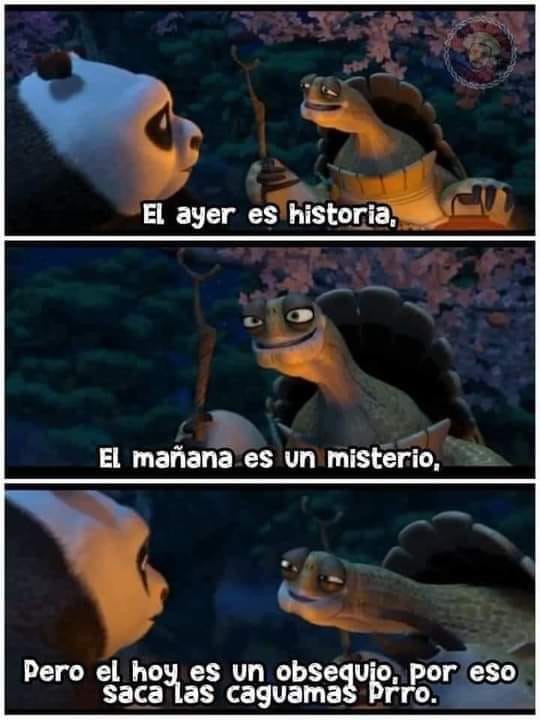 El ayer es historia,
El mañana es un misterio,
Pero el hoy es un obsequio, por eso
saca las caguamas Prro.